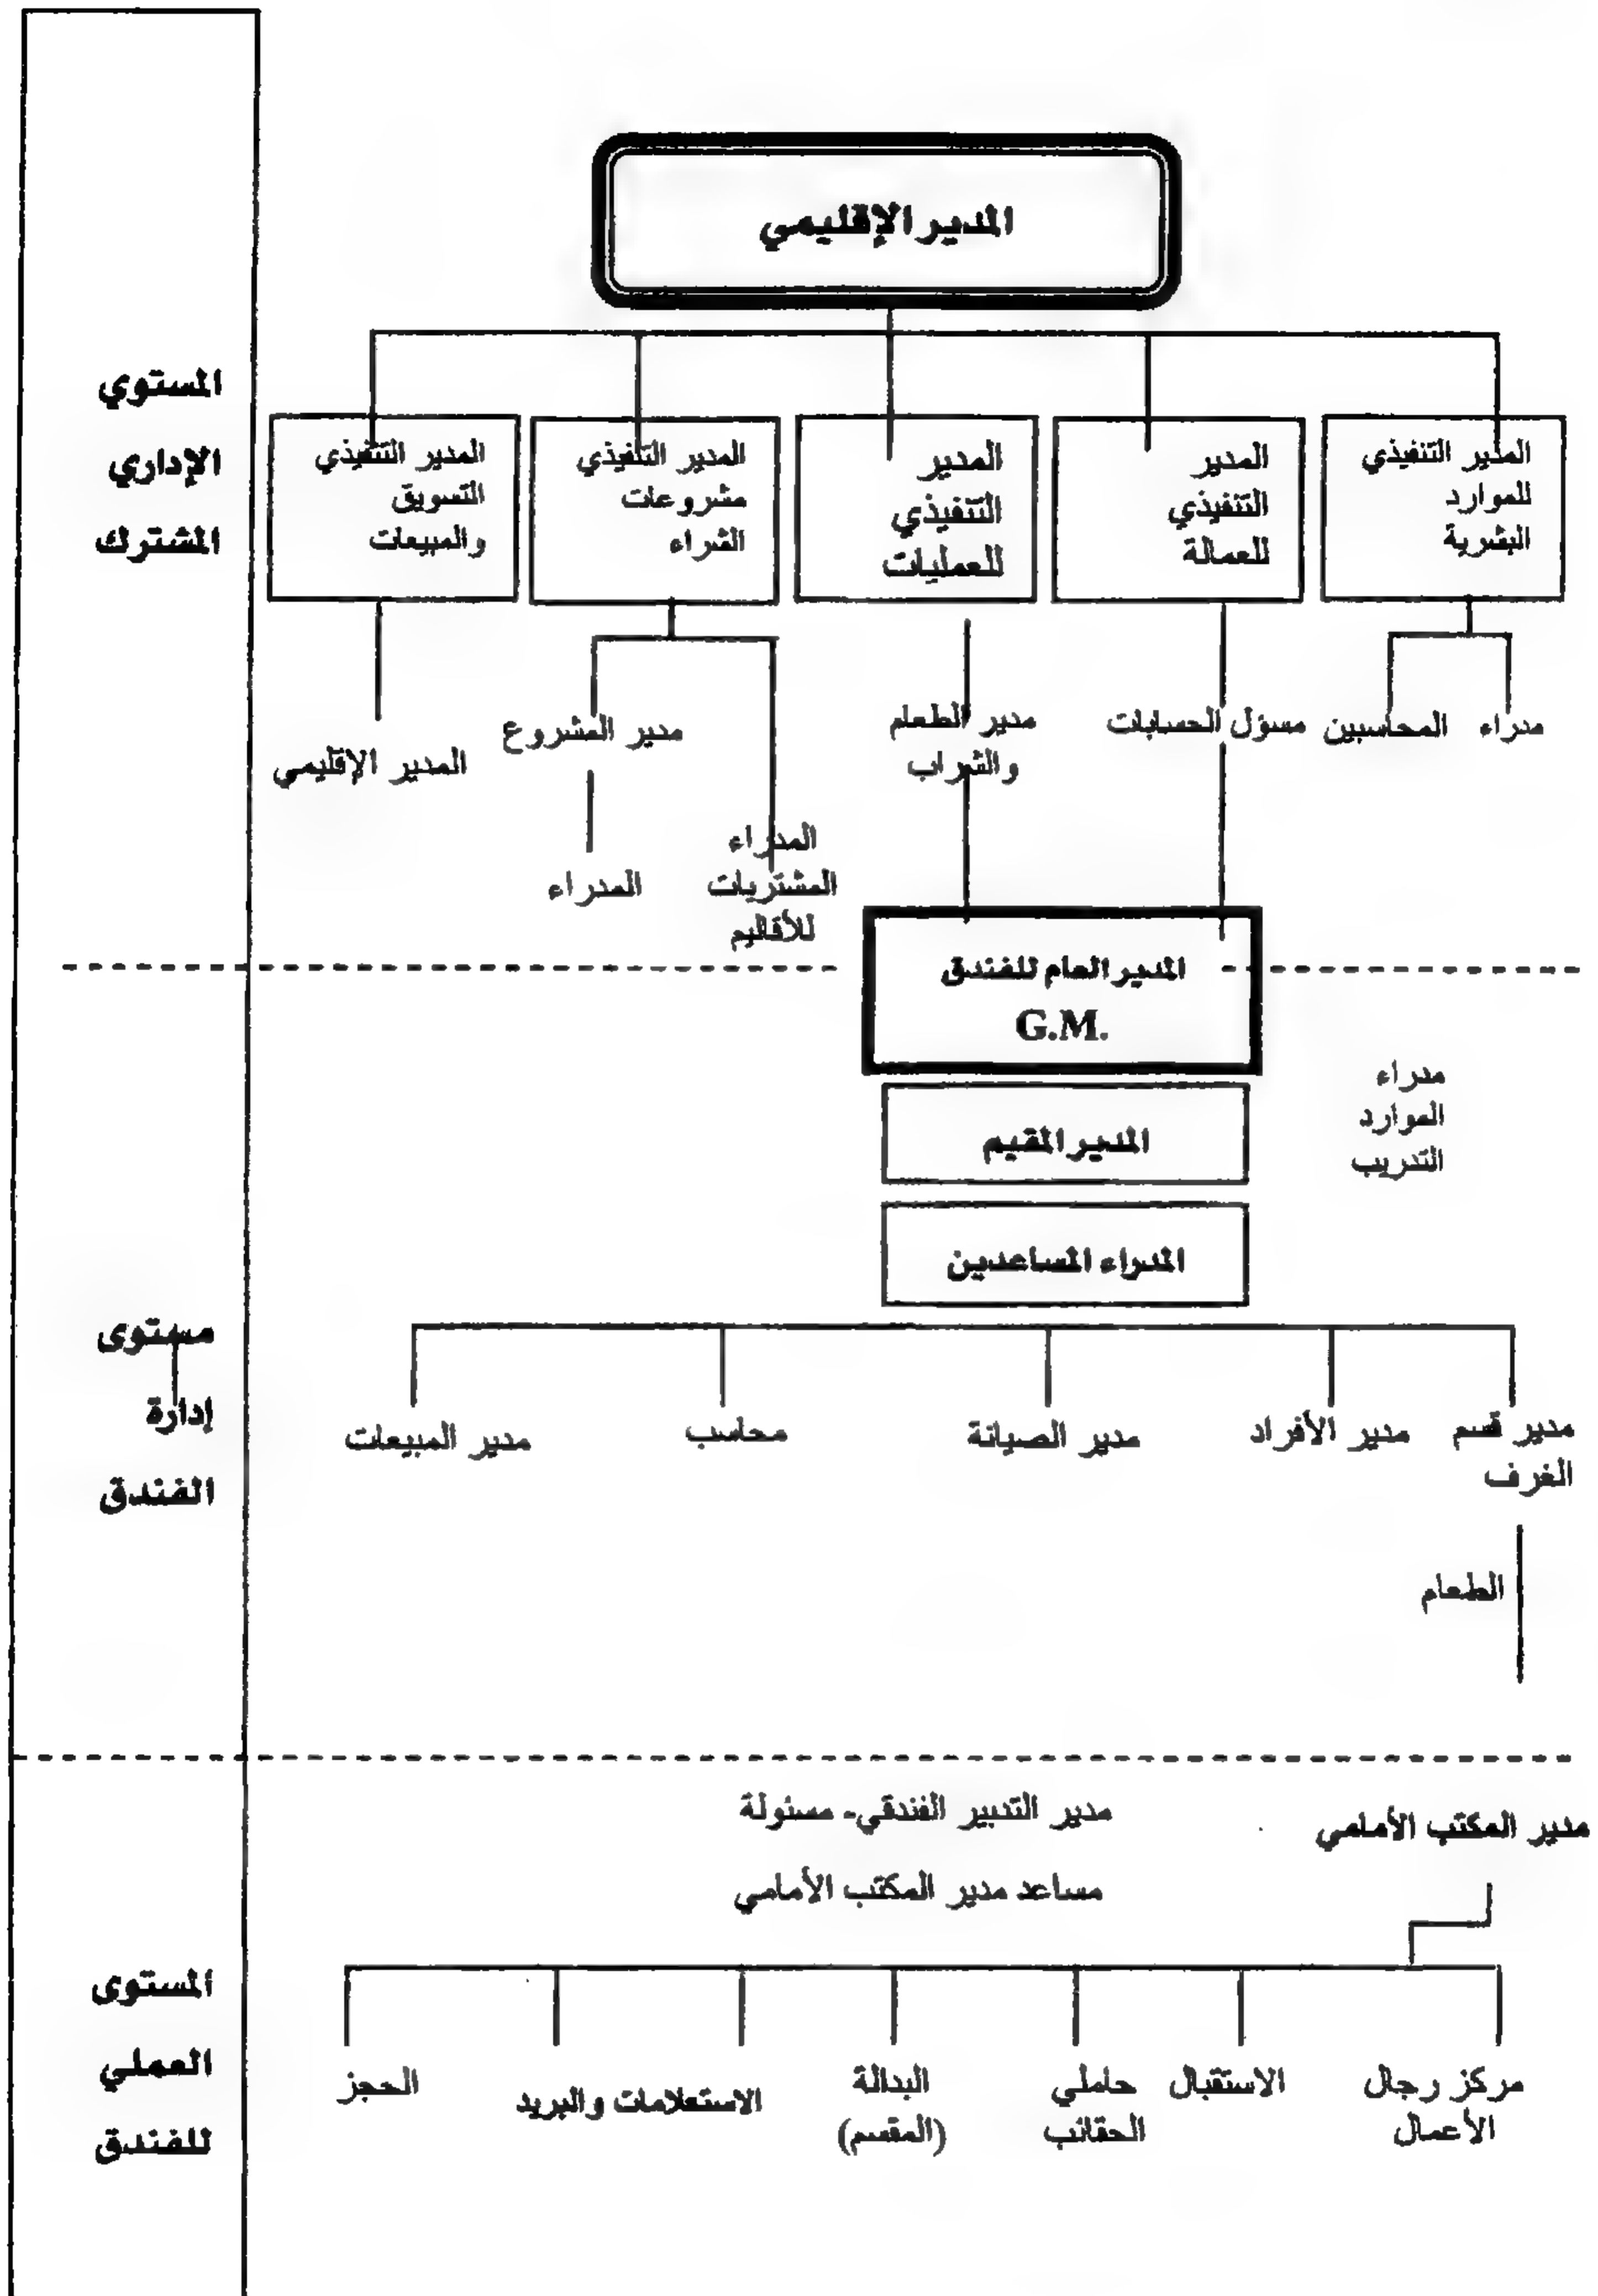 المدير الإقليمي
المستوي
الإداري
المشترك
المدير التنفيذي
للموارد
البشرية
المدير
التنفيذي
للعمالة
المدير
التنفيذي
للعمليات
المدير التنفيذي
مشروعات
الشراء
المدير التنفيذي
التسويق
والمبيعات
مدراء
المحاسبين
مسؤل الحسابات
مدير الطعام
والشراب
مدير المشروع
المدير الإقليمي
المدراء
المشتريات
للأقاليم
المدراء
المدير العام للفندق
G.M.
مدراء
الموارد
التدريب
المدير المقيم
المدراء المساعدين
مستوى
إدارة
الفندق
مدير قسم
الغرف
مدير الأفراد
مدير الصيانة
محاسب
مدير المبيعات
الطعام
مدير المكتب الأمامي
مدير التدبير الفندقي- مسئولة
مساعد مدير المكتب الأمامي
المستوى
العملي
للفندق
مركز رجال
الأعمال
الاستقبال
حاملي
الحقائب
البدالة
(المقسم)
الاستعلامات والبريد
الحجز